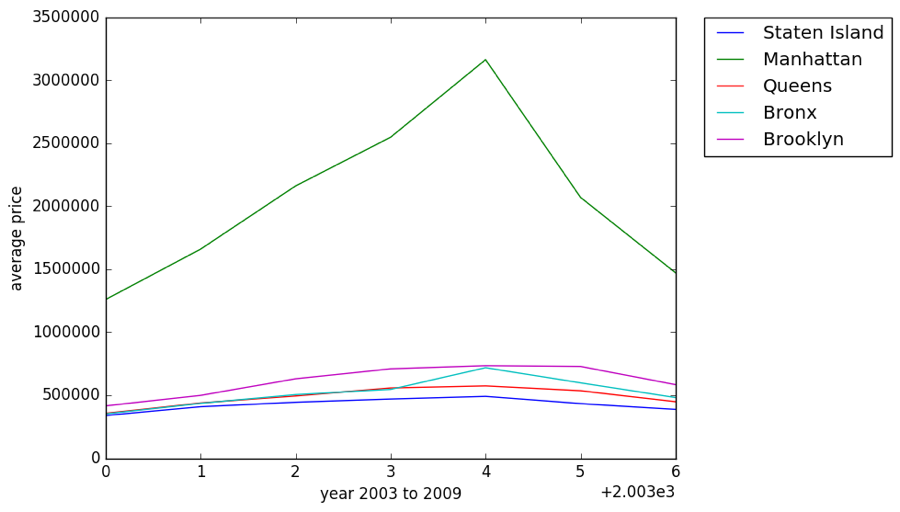 3500000
3000000
2500000
2000000
1500000
1000000
500000
0
average price
0 1 2 3 4 5 6
year 2003 to 2009
+2.003e3
Staten Island
Manhattan
Queens
Bronx
Brooklyn